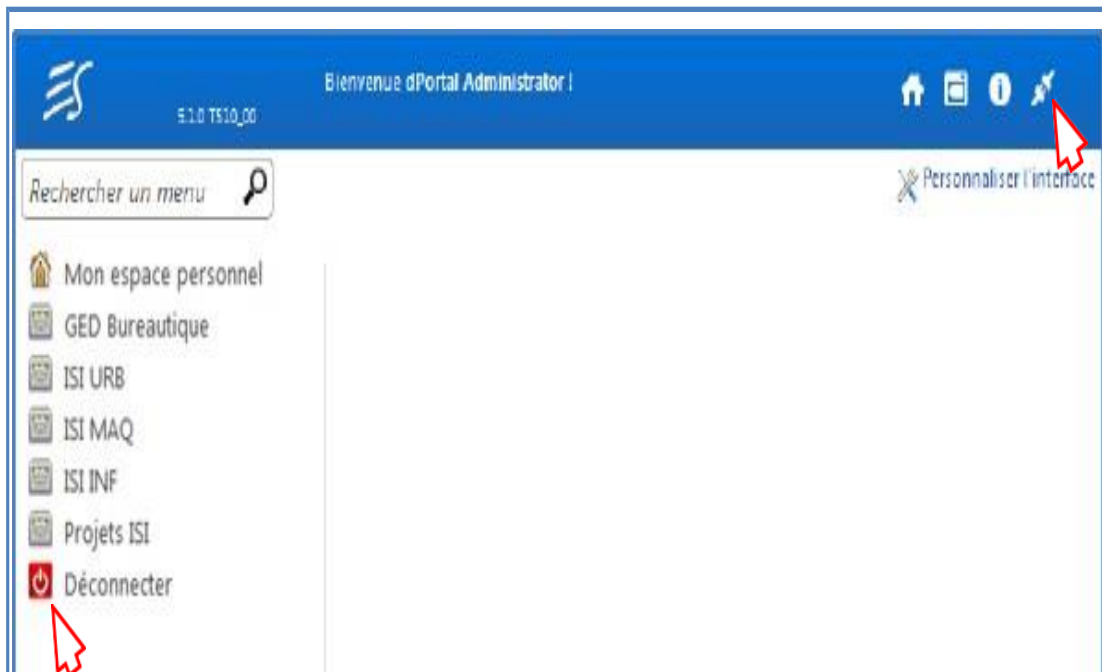 Bienvenue dPortal Administrator !
5.1.0 TS10_00
Rechercher un menu
Personnaliser l'interface
Mon espace personnel
GED Bureautique
ISI URB
ISI MAQ
ISI INF
Projets ISI
Déconnecter